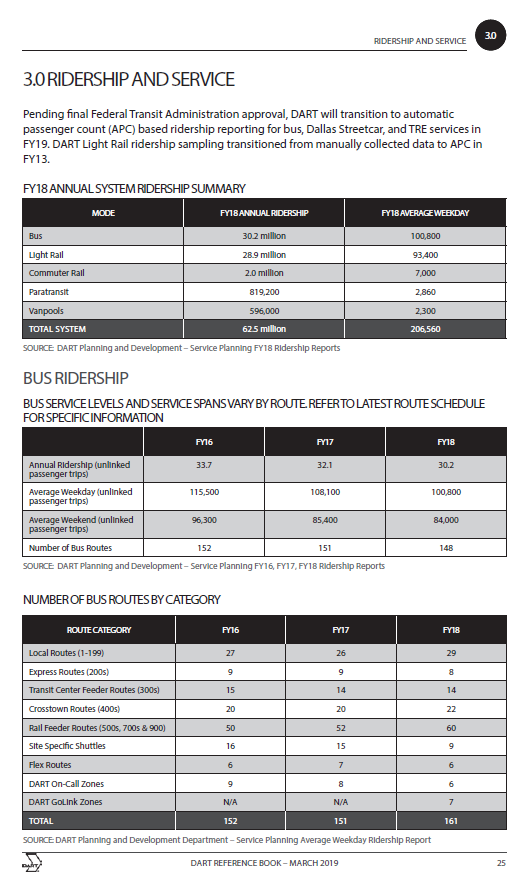 RIDERSHIP AND SERVICE 3.0
3.0 RIDERSHIP AND SERVICE
Pending final Federal Transit Administration approval, DART will transition to automatic
passenger count (APC) based ridership reporting for bus, Dallas Streetcar, and TRE services in
FY19. DART Light Rail ridership sampling transitioned from manually collected data to APC in
FY13.
FY18 ANNUAL SYSTEM RIDERSHIP SUMMARY
MODE FY18 ANNUAL RIDERSHIP FY18 AVERAGE WEEKDAY
Bus 30.2 million 100,800
Light Rail 28.9 million 93,400
Commuter Rail 2.0 million 7,000
Paratransit 819,200 2,860
Vanpools 596,000 2,300
TOTAL SYSTEM 62.5 million 206,560
SOURCE: DART Planning and Development – Service Planning FY18 Ridership Reports
BUS RIDERSHIP
BUS SERVICE LEVELS AND SERVICE SPANS VARY BY ROUTE. REFER TO LATEST ROUTE SCHEDULE
FOR SPECIFIC INFORMATION
FY16 FY17 FY18
Annual Ridership (unlinked
passenger trips) 33.7 32.1 30.2
Average Weekday (unlinked
passenger trips) 115,500 108,100 100,800
Average Weekend (unlinked
passenger trips) 96,300 85,400 84,000
Number of Bus Routes 152 151 148
SOURCE: DART Planning and Development – Service Planning FY16, FY17, FY18 Ridership Reports
NUMBER OF BUS ROUTES BY CATEGORY
ROUTE CATEGORY FY16 FY17 FY18
Local Routes (1-199) 27 26 29
Express Routes (200s) 9 9 8
Transit Center Feeder Routes (300s) 15 14 14
Crosstown Routes (400s) 20 20 22
Rail Feeder Routes (500s, 700s & 900) 50 52 60
Site Specific Shuttles 16 15 9
Flex Routes 6 7 6
DART On-Call Zones 9 8 6
DART GoLink Zones N/A N/A 7
TOTAL 152 151 161
SOURCE: DART Planning and Development Department – Service Planning Average Weekday Ridership Report
DART DART REFERENCE BOOK – MARCH 2019 25